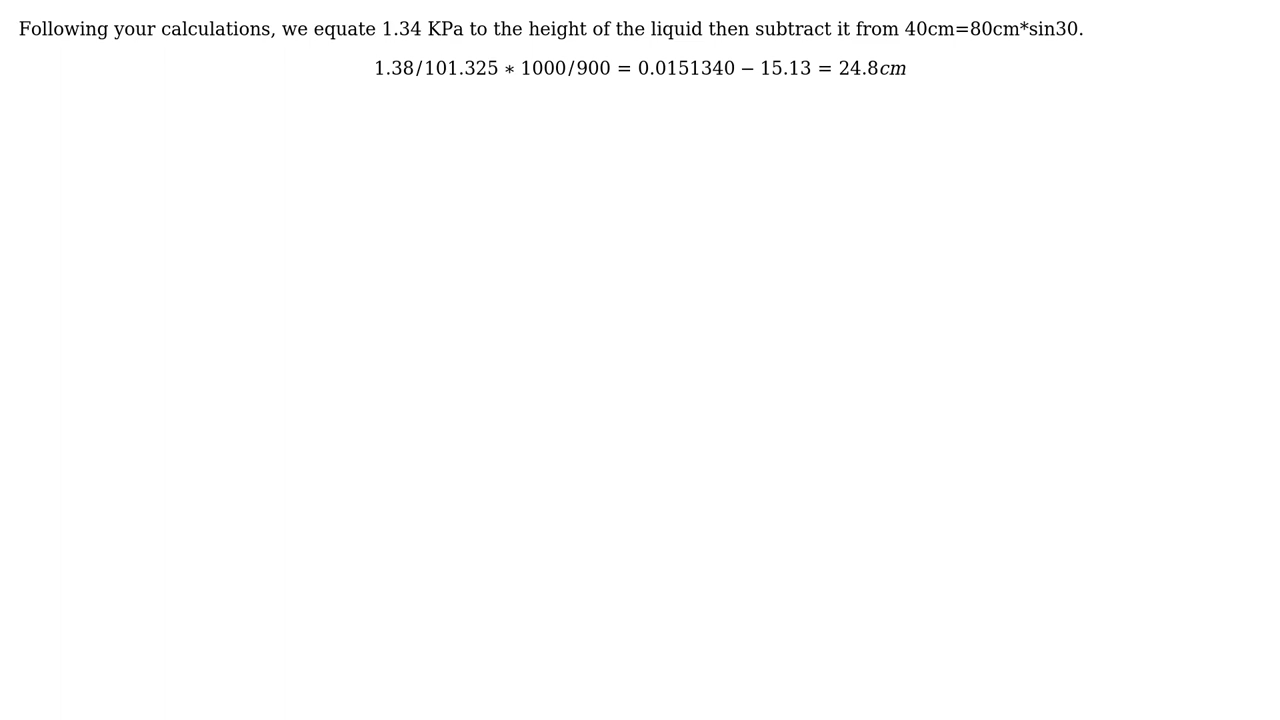 Following your calculations, we equate 1.34 KPa to the height of the liquid then subtract it from 40cm=80cm*sin30.
1.38/101.325 ∗ 1000/900 = 0.0151340 − 15.13 = 24.8cm